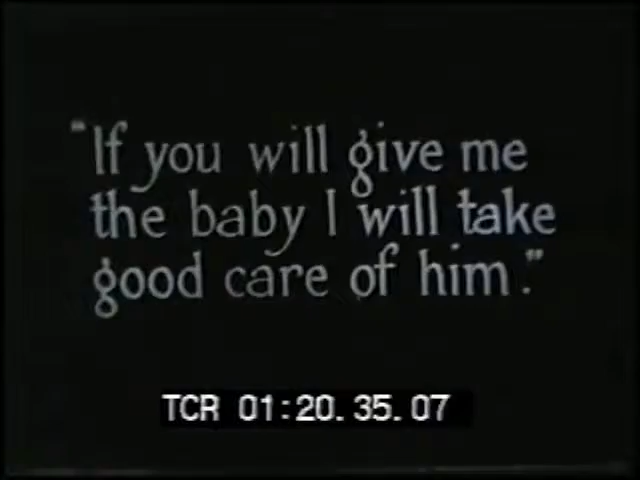 "If you will give me
the baby I will take
good care of him."
TCR 01:20.35.07